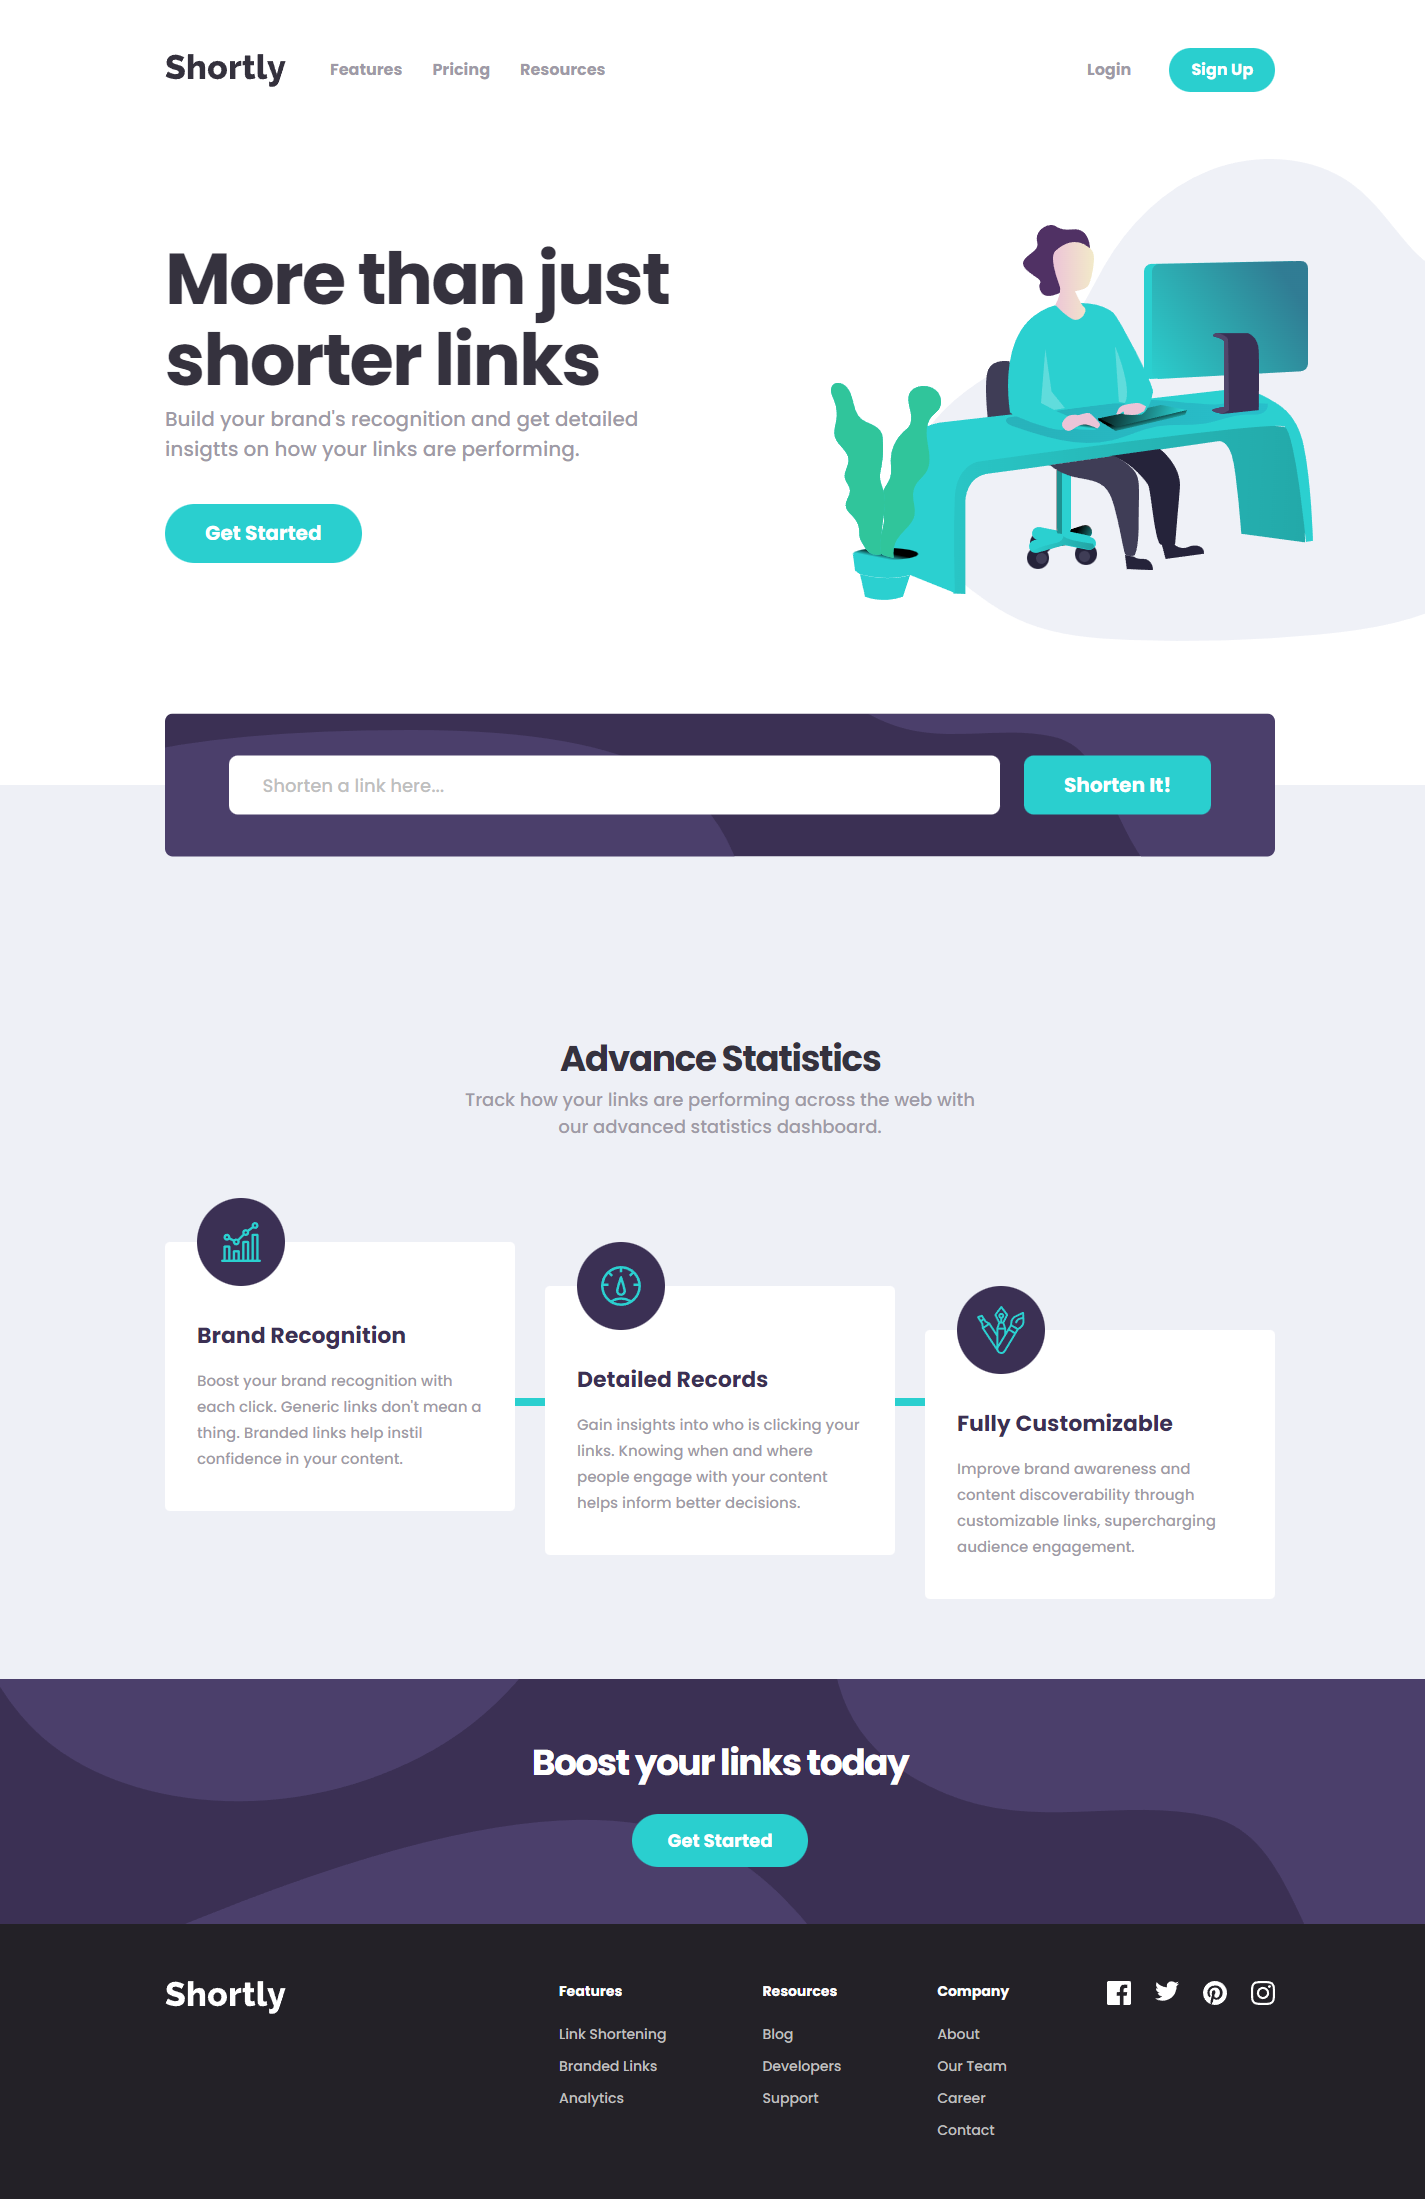 Shortly
Features
Pricing
Resources
Login
Sign Up
More than just
shorter links
Build your brand's recognition and get detailed
insigtts on how your links are performing.
Get Started
Shorten a link here...
Shorten It!
Advance Statistics
Track how your links are performing across the web with
our advanced statistics dashboard.
Brand Recognition
Boost your brand recognition with
each click. Generic links don't mean a
thing. Branded links help instil
confidence in your content.
Detailed Records
Gain insights into who is clicking your
links. Knowing when and where
people engage with your content
helps inform better decisions.
Fully Customizable
Improve brand awareness and
content discoverability through
customizable links, supercharging
audience engagement.
Boost your links today
Get Started
Shortly
Features
Link Shortening
Branded Links
Analytics
Resources
Blog
Developers
Support
Company
About
Our Team
Career
Contact